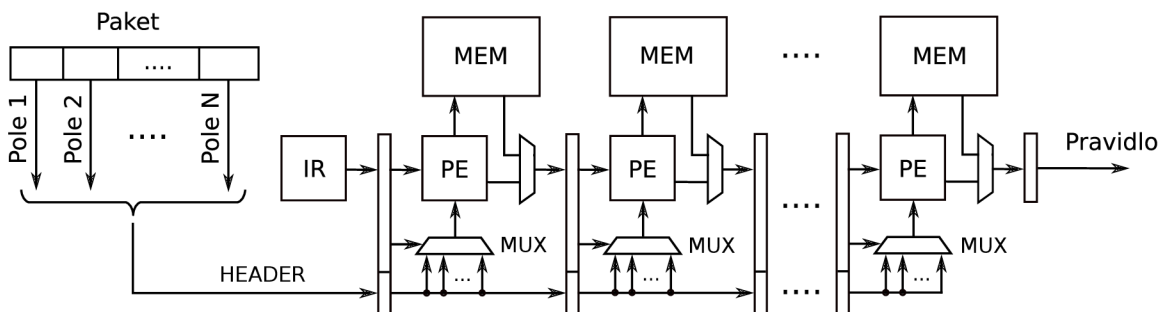 Paket
....
Pole 1
Pole 2
....
Pole N
HEADER
IR
MEM
PE
MUX
...
MEM
PE
MUX
...
....
....
....
MEM
PE
MUX
...
Pravidlo